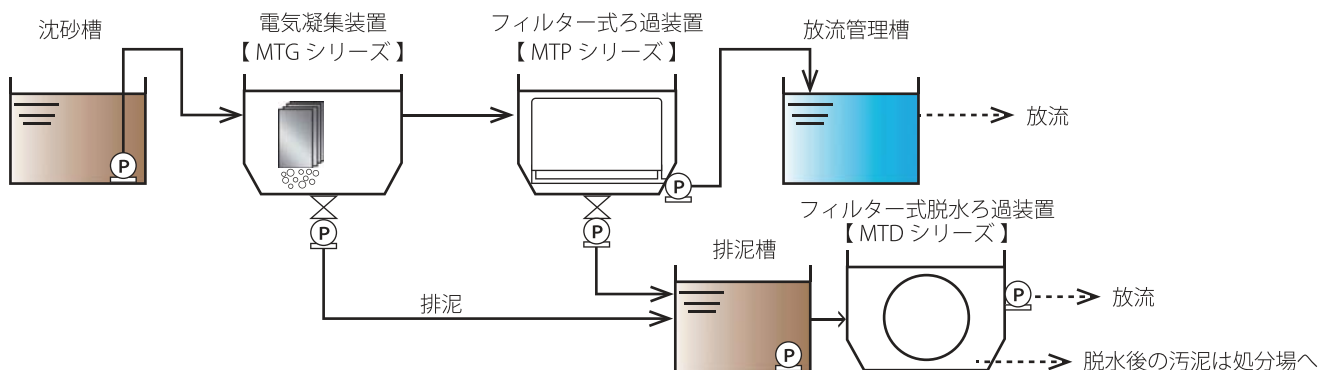 沈砂槽
電気凝集装置
【 MTG シリーズ 】
フィルター式ろ過装置
【 MTP シリーズ 】
放流管理槽
P
放流
P
P
P
フィルター式脱水ろ過装置
【 MTD シリーズ 】
排泥槽
排泥
P
P
放流
脱水後の汚泥は処分場へ